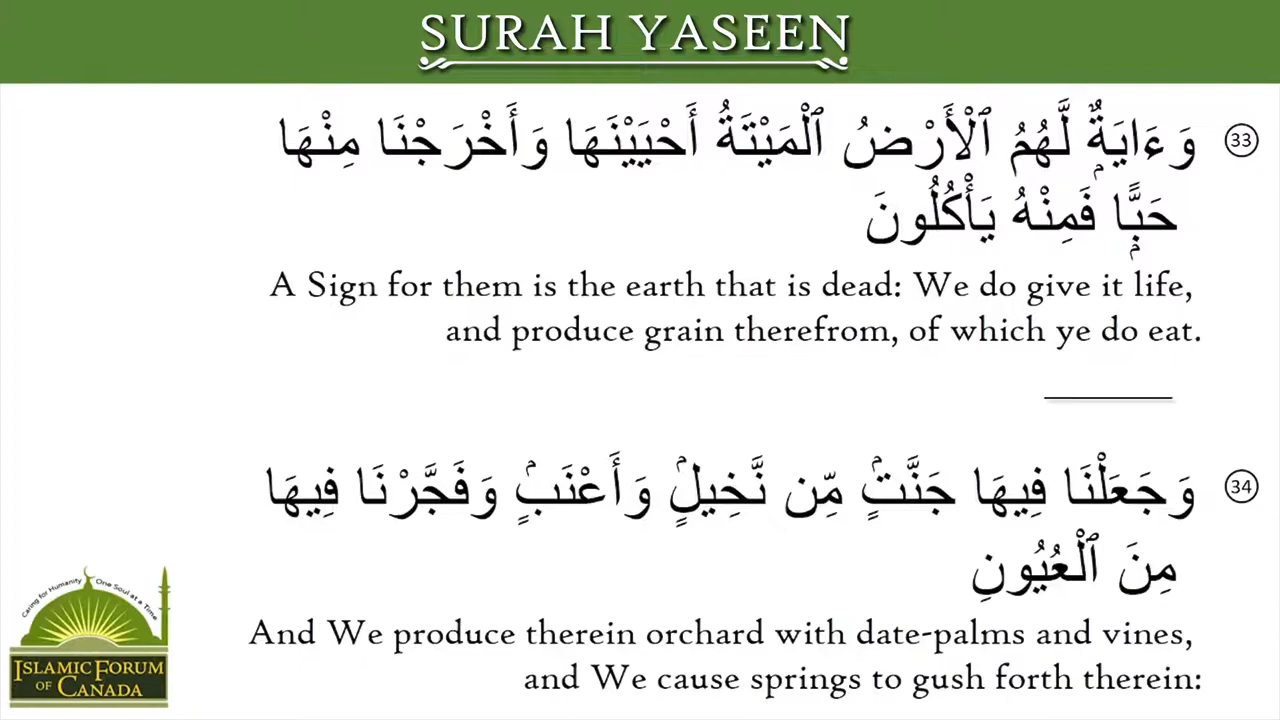 SURAH YASEEN
33
وَءَايَةٌ لَّهُمُ ٱلْأَرْضُ ٱلْمَيْتَةُ أَحْيَيْنَهَا وَأَخْرَجْنَا مِنْهَا
حَبًّا فَمِنْهُ يَأْكُلُونَ
A Sign for them is the earth that is dead: We do give it life,
and produce grain therefrom, of which ye do eat.
34
وَجَعَلْنَا فِيهَا جَنَّتٍ مِّن نَّخِيلٍ وَأَعْنَبٍ وَفَجَّرْنَا فِيهَا
مِنَ ٱلْعُيُونِ
And We produce therein orchard with date-palms and vines,
and We cause springs to gush forth therein:
Caring for Humanity One Soul at a Time
ISLAMIC FORUM
OF CANADA